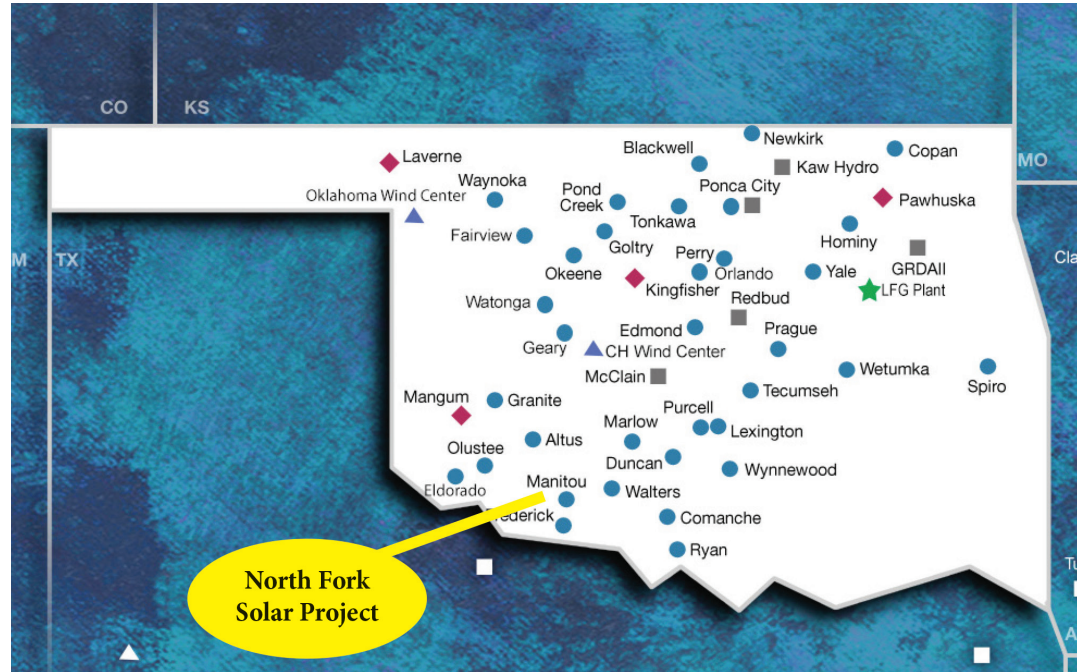 CO
KS
Newkirk
Blackwell
Copan
Laverne
Kaw Hydro
MO
Waynoka
Pond
Creek
Ponca City
Oklahoma Wind Center
Pawhuska
Tonkawa
Fairview
Goltry
Hominy
TX
Okeene
Perry
GRDAII
Orlando
Yale
Kingfisher
LFG Plant
Watonga
Redbud
Edmond
Prague
Geary
CH Wind Center
McClain
Wetumka
Spiro
Tecumseh
Mangum
Granite
Purcell
Marlow
Lexington
Altus
Olustee
Duncan
Wynnewood
Eldorado
Manitou
Walters
Comanche
Ryan
North Fork
Solar Project